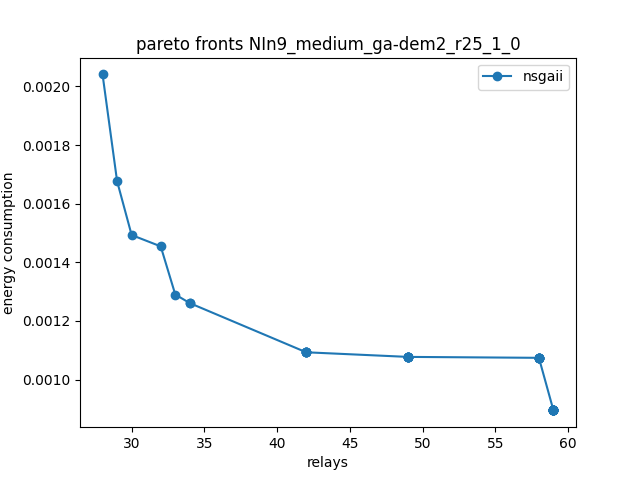 pareto fronts NIn9_medium_ga-dem2_r25_1_0
nsgaii
0.0020
0.0018
0.0016
0.0014
0.0012
0.0010
energy consumption
30 35 40 45 50 55 60
relays